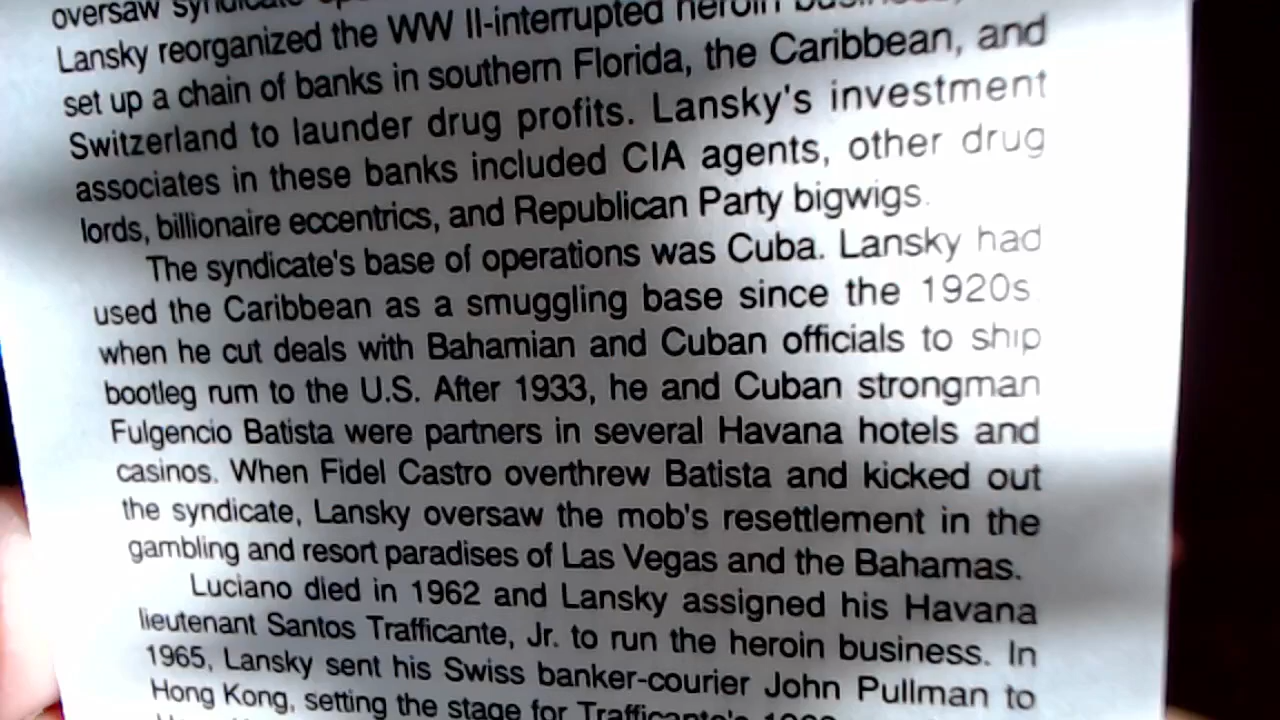 oversaw syndicate
Lansky reorganized the WW II-interrupted heroin
set up a chain of banks in southern Florida, the Caribbean, and
Switzerland to launder drug profits. Lansky's investment
associates in these banks included CIA agents, other drug
lords, billionaire eccentrics, and Republican Party bigwigs.
The syndicate's base of operations was Cuba. Lansky had
used the Caribbean as a smuggling base since the 1920s
when he cut deals with Bahamian and Cuban officials to ship
bootleg rum to the U.S. After 1933, he and Cuban strongman
Fulgencio Batista were partners in several Havana hotels and
casinos. When Fidel Castro overthrew Batista and kicked out
the syndicate, Lansky oversaw the mob's resettlement in the
gambling and resort paradises of Las Vegas and the Bahamas.
Luciano died in 1962 and Lansky assigned his Havana
lieutenant Santos Trafficante, Jr. to run the heroin business. In
1965, Lansky sent his Swiss banker-courier John Pullman to
Hong Kong, setting the stage for Trafficante's